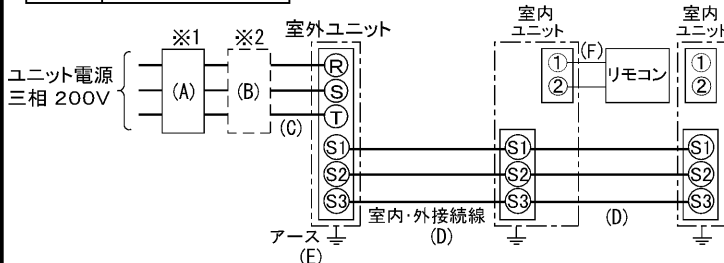 ※1
※2
室外ユニット
室内
ユニット
室内
ユニット
ユニット電源
三相 200V
(A)
(B)
(C)
R
S
T
①
②
(F)
リモコン
①
②
S1
S2
S3
S1
S2
S3
S1
S2
S3
室内・外接続線
(D)
(D)
アース
(E)